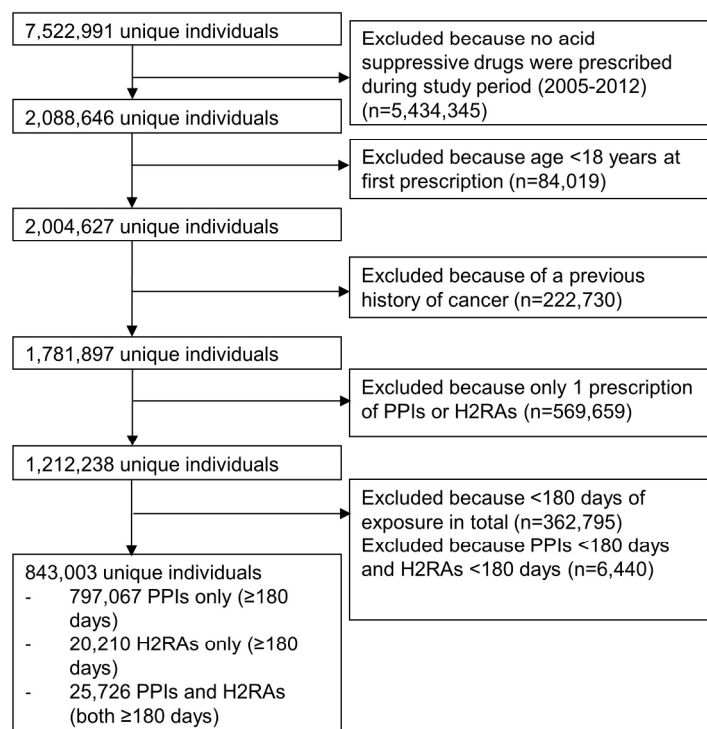 7,522,991 unique individuals
Excluded because no acid
suppressive drugs were prescribed
during study period (2005-2012)
(n=5,434,345)
2,088,646 unique individuals
Excluded because age <18 years at
first prescription (n=84,019)
2,004,627 unique individuals
Excluded because of a previous
history of cancer (n=222,730)
1,781,897 unique individuals
Excluded because only 1 prescription
of PPIs or H2RAs (n=569,659)
1,212,238 unique individuals
Excluded because <180 days of
exposure in total (n=362,795)
Excluded because PPIs <180 days
and H2RAs <180 days (n=6,440)
843,003 unique individuals
- 797,067 PPIs only (≥180
days)
- 20,210 H2RAs only (≥180
days)
- 25,726 PPIs and H2RAs
(both ≥180 days)